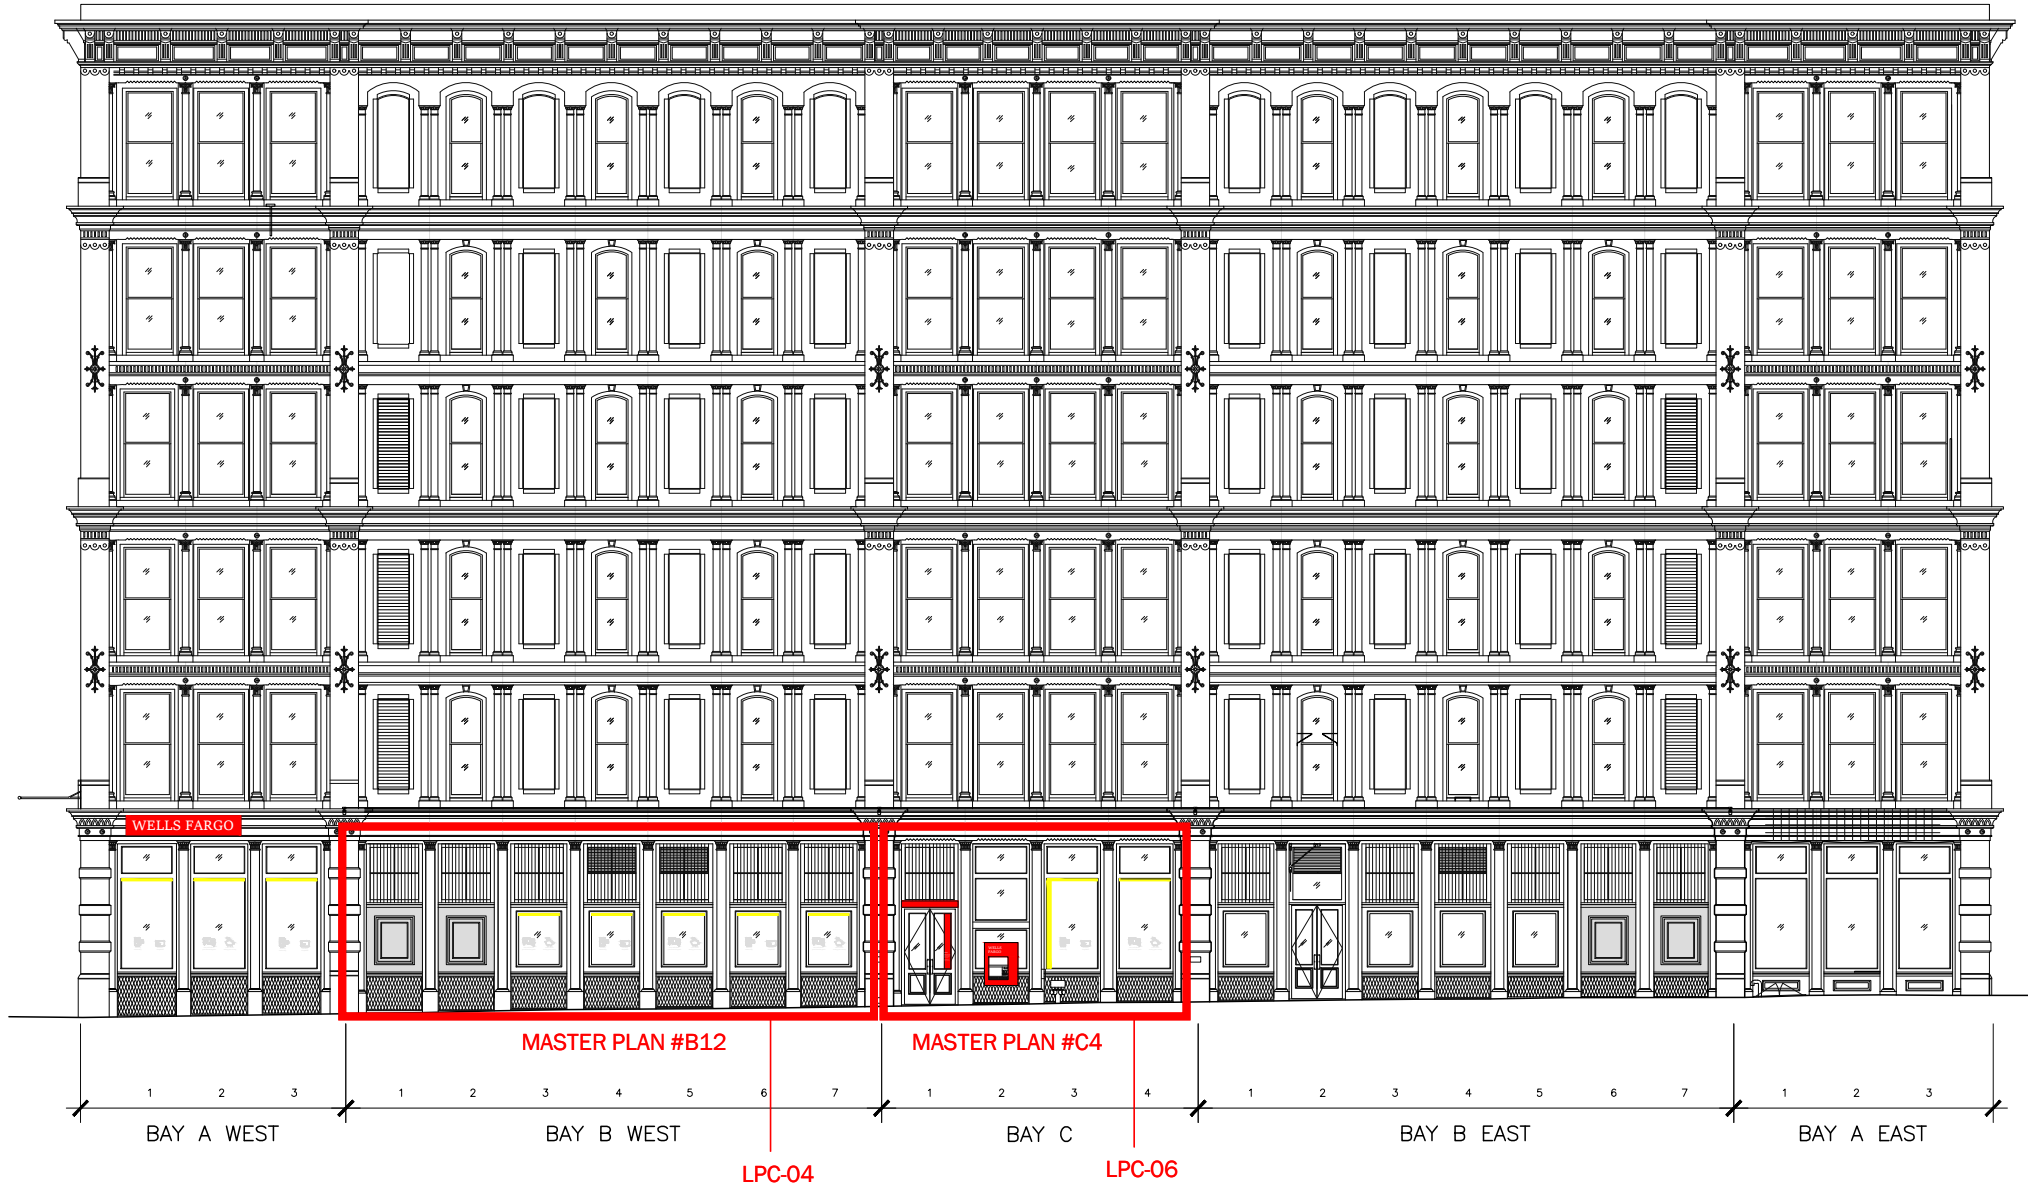 WELLS FARGO
WELLS
FARGO
MASTER PLAN #B12
MASTER PLAN #C4
1 2 3 1 2 3 4 5 6 7 1 2 3 4 1 2 3 4 5 6 7 1 2 3
BAY A WEST
BAY B WEST
BAY C
BAY B EAST
BAY A EAST
LPC-04
LPC-06